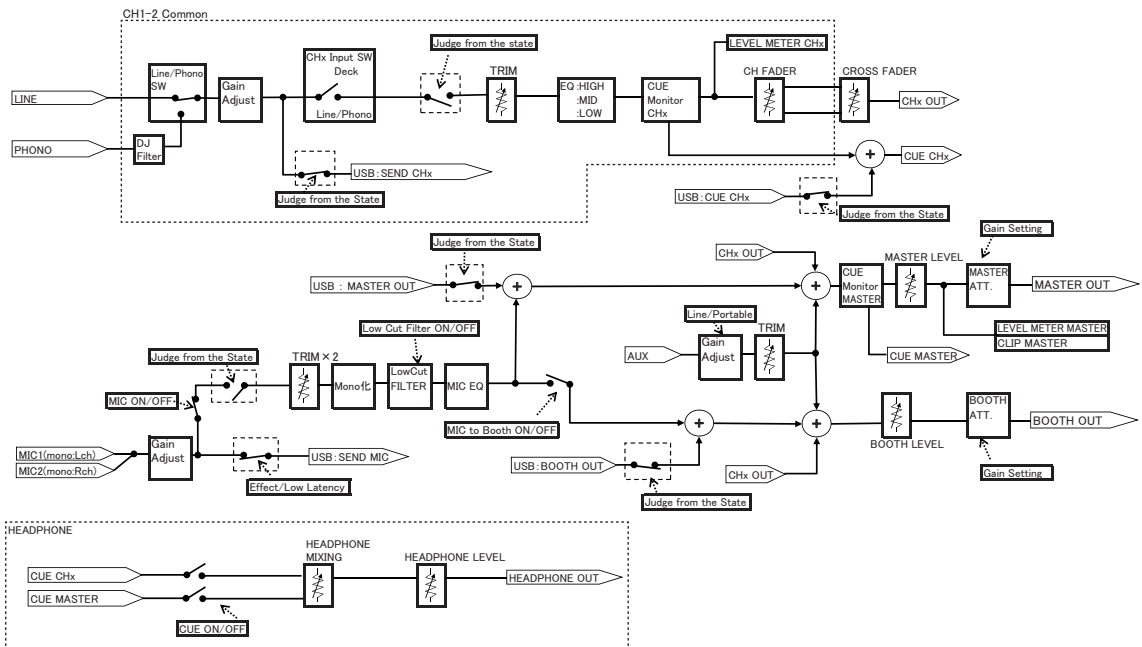 CH1-2 Common
Judge from the state
LEVEL METER CHx
Line/Phono
SW
Gain
Adjust
CHx Input SW
Deck
Line/Phono
TRIM
EQ :HIGH
:MID
:LOW
CUE
Monitor
CHx
CH FADER
CROSS FADER
LINE
CHx OUT
PHONO
DJ
Filter
CUE CHx
USB:SEND CHx
Judge from the State
USB:CUE CHx
Judge from the State
Judge from the State
USB : MASTER OUT
CHx OUT
CUE
Monitor
MASTER
MASTER LEVEL
Gain Setting
MASTER
ATT.
MASTER OUT
LEVEL METER MASTER
CLIP MASTER
CUE MASTER
Line/Portable
AUX
Gain
Adjust
TRIM
Low Cut Filter ON/OFF
Judge from the State
TRIM×2
Mono化
LowCut
FILTER
MIC EQ
MIC ON/OFF
MIC to Booth ON/OFF
MIC1(mono:Lch)
MIC2(mono:Rch)
Gain
Adjust
USB:SEND MIC
Effect/Low Latency
USB:BOOTH OUT
Judge from the State
CHx OUT
BOOTH LEVEL
BOOTH
ATT.
BOOTH OUT
Gain Setting
HEADPHONE
HEADPHONE
MIXING
HEADPHONE LEVEL
CUE CHx
CUE MASTER
HEADPHONE OUT
CUE ON/OFF